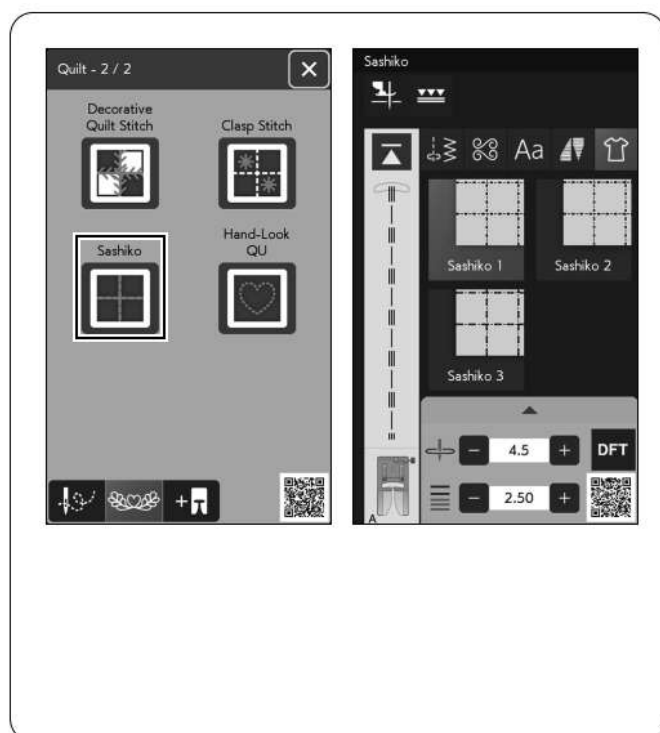 Quilt - 2 / 2
Decorative
Quilt Stitch
Clasp Stitch
Sashiko
Hand-Look
QU
Sashiko
Aa
Sashiko 1
Sashiko 2
Sashiko 3
4.5
DFT
2.50
A